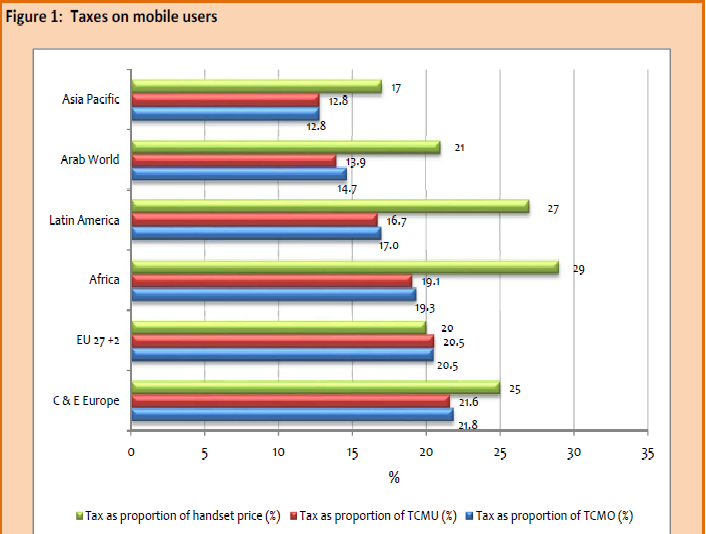 Figure 1: Taxes on mobile users
Asia Pacific
17
12.8
12.8
Arab World
21
13.9
14.7
Latin America
27
16.7
17.0
Africa
29
19.1
19.3
EU 27 +2
20
20.5
20.5
C & E Europe
25
21.6
21.8
0 5 10 15 20 25 30 35
%
Tax as proportion of handset price (%) Tax as proportion of TCMU (%) Tax as proportion of TCMO (%)